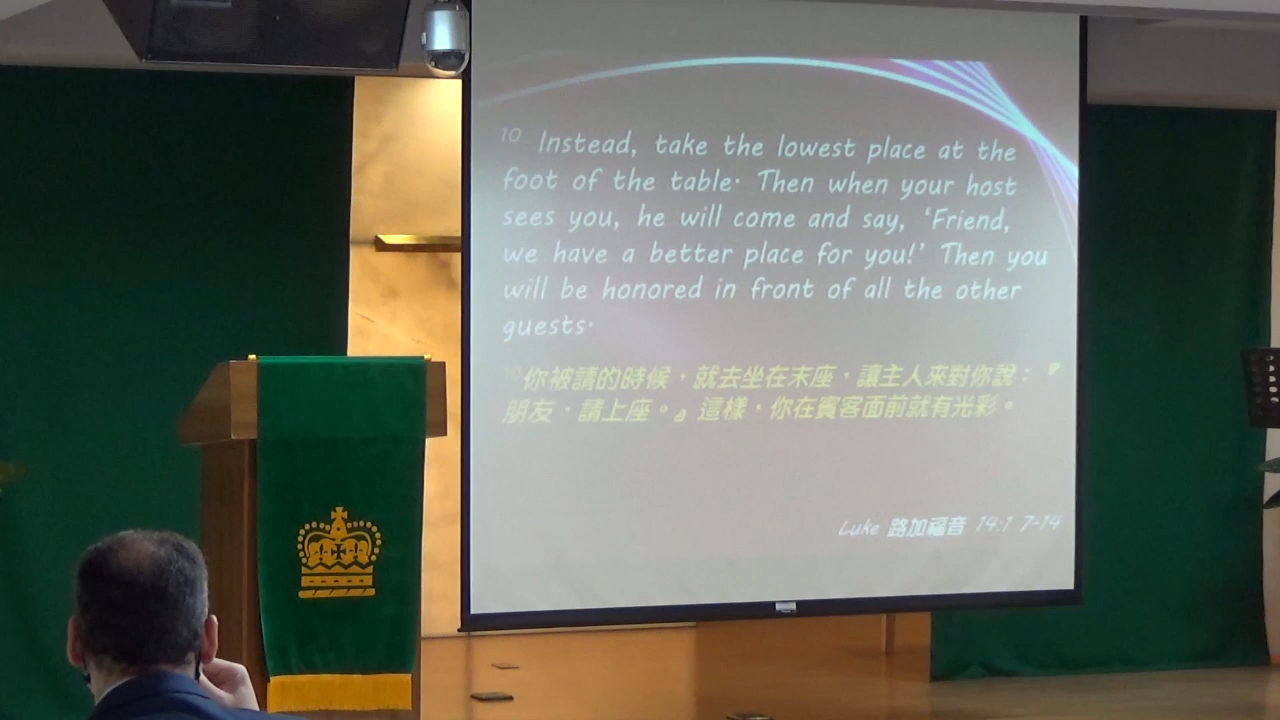 10 Instead, take the lowest place at the
foot of the table. Then when your host
sees you, he will come and say, ‘Friend,
we have a better place for you!’ Then you
will be honored in front of all the other
guests.
10 你被請的時候，就去坐在末座，讓主人來對你說：『
朋友，請上座。』這樣，你在賓客面前就有光彩。
Luke 路加福音 14:1 7-14